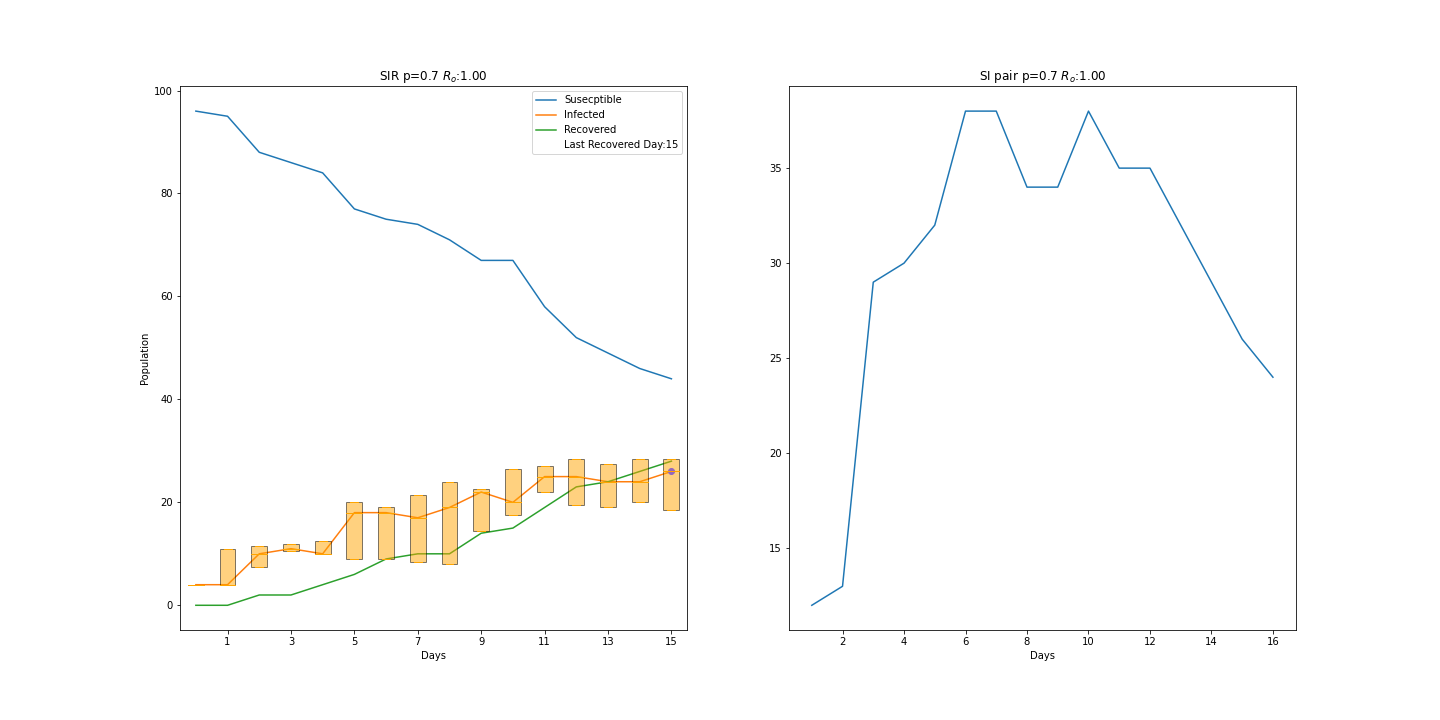 SIR p=0.7 Rₒ:1.00
100
80
60
40
20
0
Population
1 3 5 7 9 11 13 15
Days
Susecptible
Infected
Recovered
Last Recovered Day:15
SI pair p=0.7 Rₒ:1.00
35
30
25
20
15
2 4 6 8 10 12 14 16
Days